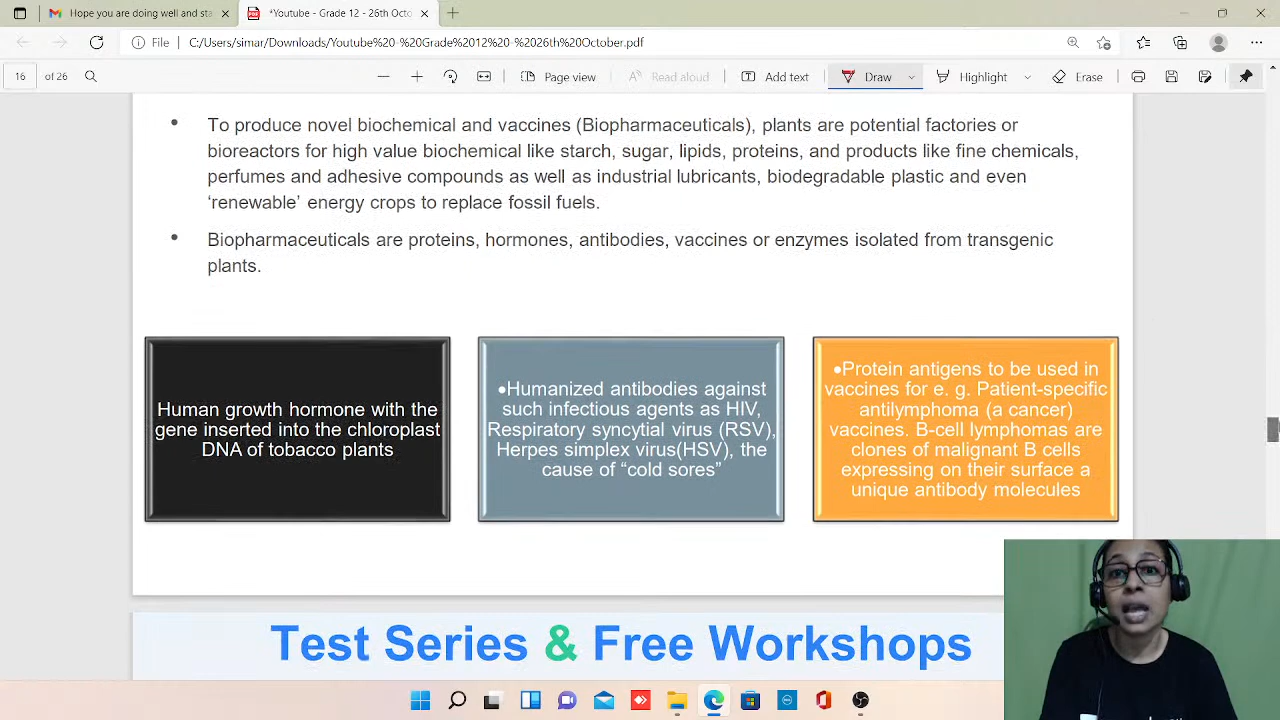 Hope you are doing well and sta
*Youtube - Grade 12 - 26th Octo
File
C:/Users/simar/Downloads/Youtube%20-%20Grade%2012%20-%2026th%20October.pdf
16 of 26
Page view
Read aloud
Add text
Draw
Highlight
Erase
• To produce novel biochemical and vaccines (Biopharmaceuticals), plants are potential factories or
bioreactors for high value biochemical like starch, sugar, lipids, proteins, and products like fine chemicals,
perfumes and adhesive compounds as well as industrial lubricants, biodegradable plastic and even
‘renewable’ energy crops to replace fossil fuels.
• Biopharmaceuticals are proteins, hormones, antibodies, vaccines or enzymes isolated from transgenic
plants.
Human growth hormone with the
gene inserted into the chloroplast
DNA of tobacco plants
•Humanized antibodies against
such infectious agents as HIV,
Respiratory syncytial virus (RSV),
Herpes simplex virus(HSV), the
cause of “cold sores”
•Protein antigens to be used in
vaccines for e. g. Patient-specific
antilymphoma (a cancer)
vaccines. B-cell lymphomas are
clones of malignant B cells
expressing on their surface a
unique antibody molecules
Test Series & Free Workshops